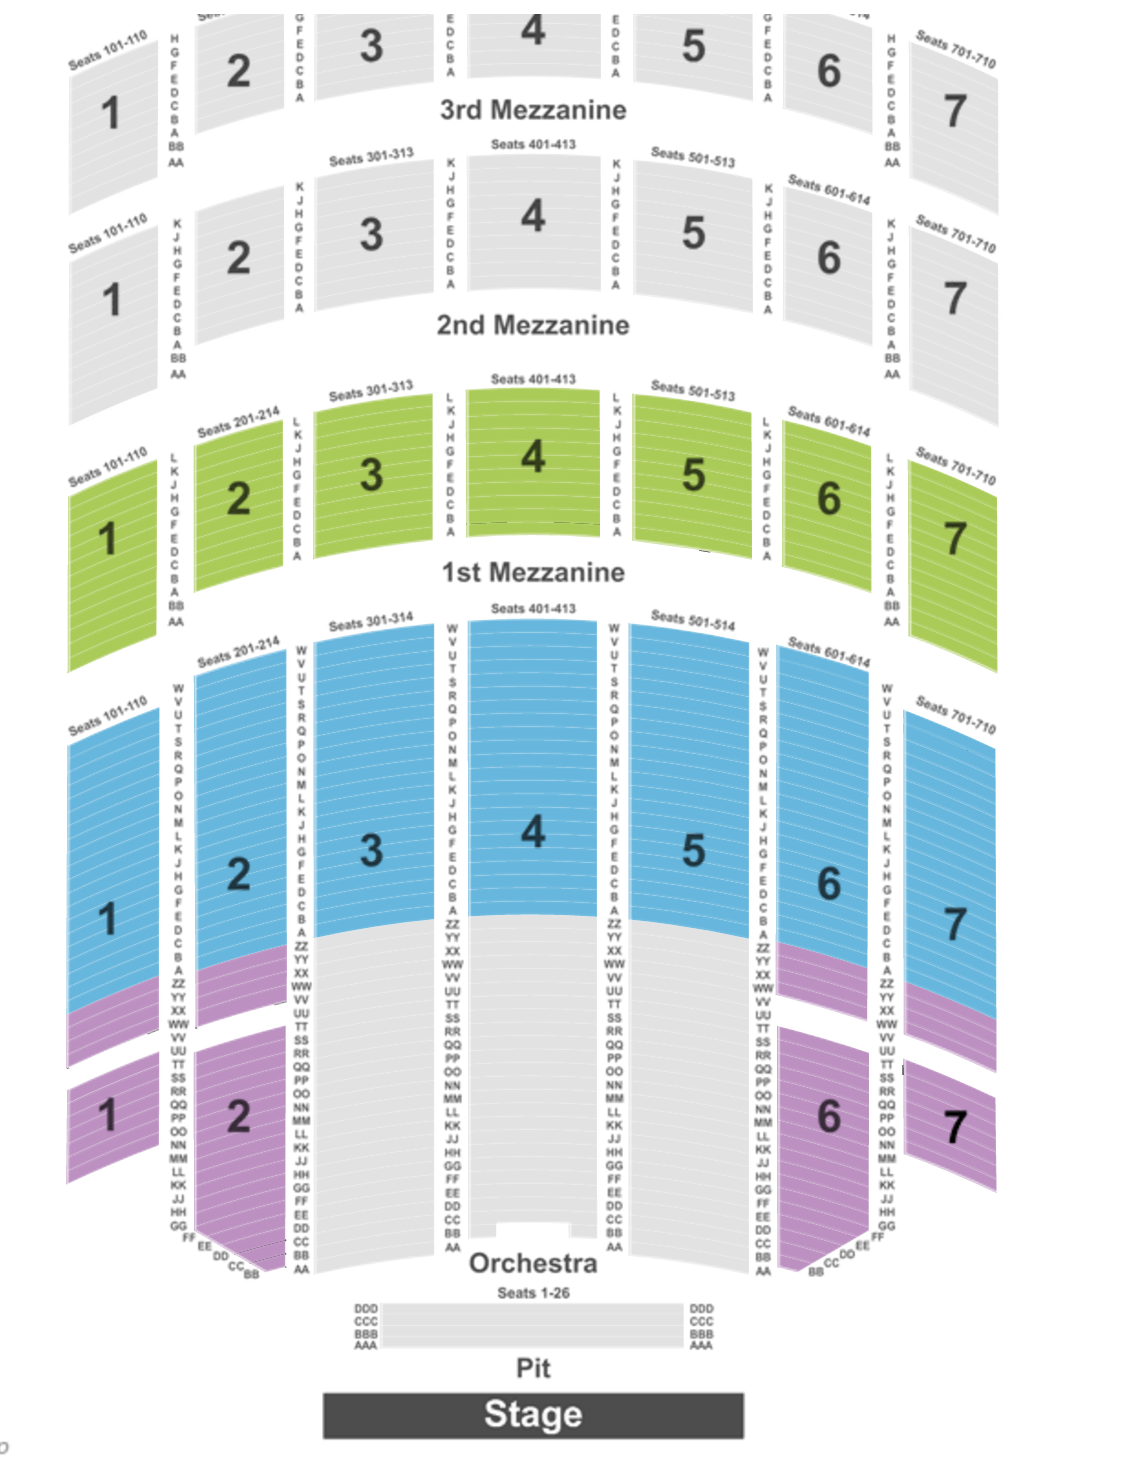 Seats 101-110
H G F E D C B A BB AA
G F E D C B A
E D C B A
E D C B A
G F E D C B A
H G F E D C B A BB AA
Seats 701-710
1 2 3 4 5 6 7
3rd Mezzanine
Seats 101-110
Seats 301-313
Seats 401-413
Seats 501-513
Seats 601-614
Seats 701-710
K J H G F E D C B A BB AA
K J H G F E D C B A
K J H G F E D C B A
K J H G F E D C B A
K J H G F E D C B A
K J H G F E D C B A BB AA
1 2 3 4 5 6 7
2nd Mezzanine
Seats 101-110
Seats 201-214
Seats 301-313
Seats 401-413
Seats 501-513
Seats 601-614
Seats 701-710
L K J H G F E D C B A BB AA
L K J H G F E D C B A
L K J H G F E D C B A
L K J H G F E D C B A
L K J H G F E D C B A
L K J H G F E D C B A BB AA
1 2 3 4 5 6 7
1st Mezzanine
Seats 101-110
Seats 201-214
Seats 301-314
Seats 401-413
Seats 501-514
Seats 601-614
Seats 701-710
W V U T S R Q P O N M L K J H G F E D C B A ZZ YY XX WW VV UU TT SS RR QQ PP OO NN MM LL KK JJ HH GG FF EE DD CC BB
W V U T S R Q P O N M L K J H G F E D C B A ZZ YY XX WW VV UU TT SS RR QQ PP OO NN MM LL KK JJ HH GG FF EE DD CC BB AA
W V U T S R Q P O N M L K J H G F E D C B A ZZ YY XX WW VV UU TT SS RR QQ PP OO NN MM LL KK JJ HH GG FF EE DD CC BB AA
W V U T S R Q P O N M L K J H G F E D C B A ZZ YY XX WW VV UU TT SS RR QQ PP OO NN MM LL KK JJ HH GG FF EE DD CC BB AA
W V U T S R Q P O N M L K J H G F E D C B A ZZ YY XX WW VV UU TT SS RR QQ PP OO NN MM LL KK JJ HH GG FF EE DD CC BB AA
W V U T S R Q P O N M L K J H G F E D C B A ZZ YY XX WW VV UU TT SS RR QQ PP OO NN MM LL KK JJ HH GG FF EE DD CC BB
1 2 3 4 5 6 7
1 2 6 7
Orchestra
Seats 1-26
DDD DDD
CCC CCC
BBB BBB
AAA AAA
Pit
Stage